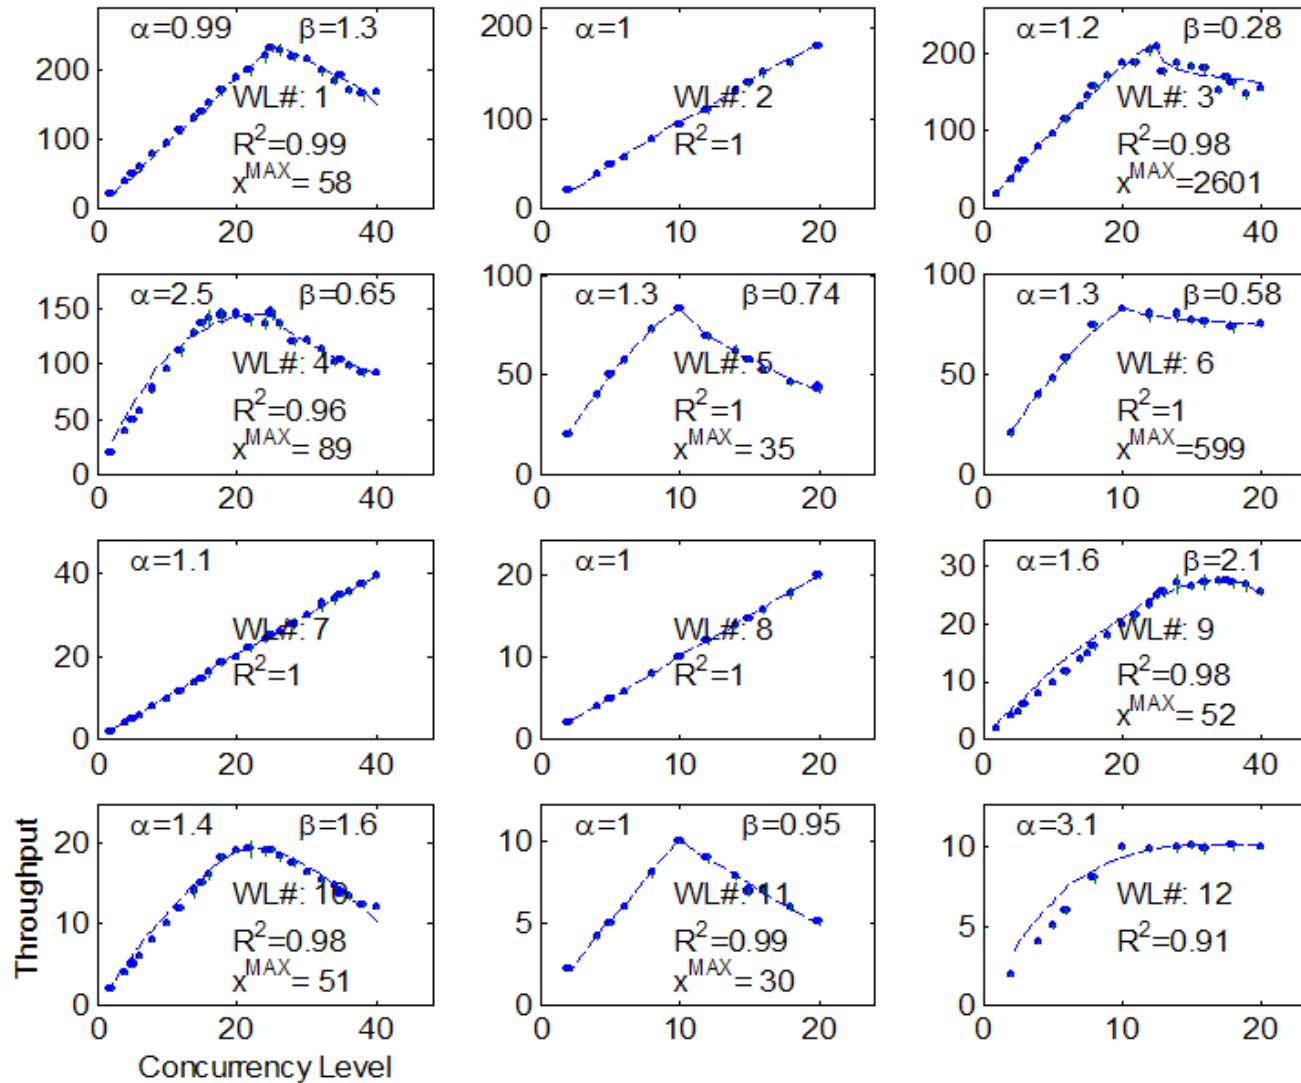 α=0.99 β=1.3
200
WL#: 1
100
R²=0.99
x^MAX= 58
0
0 20 40
α=1
200
WL#: 2
100
R²=1
0
0 10 20
α=1.2 β=0.28
200
WL#: 3
100
R²=0.98
x^MAX=2601
0
0 20 40
α=2.5 β=0.65
150
100
WL#: 4
50
R²=0.96
x^MAX= 89
0
0 20 40
100
α=1.3 β=0.74
WL#: 5
50
R²=1
x^MAX= 35
0
0 10 20
100
α=1.3 β=0.58
WL#: 6
50
R²=1
x^MAX=599
0
0 10 20
α=1.1
40
WL#: 7
20
R²=1
0
0 20 40
α=1
20
WL#: 8
10
R²=1
0
0 10 20
α=1.6 β=2.1
30
20
WL#: 9
10
R²=0.98
x^MAX= 52
0
0 20 40
Throughput
α=1.4 β=1.6
20
WL#: 10
10
R²=0.98
x^MAX= 51
0
0 20 40
Concurrency Level
α=1 β=0.95
10
WL#: 11
5
R²=0.99
x^MAX= 30
0
0 10 20
α=3.1
10
WL#: 12
5
R²=0.91
0
0 10 20